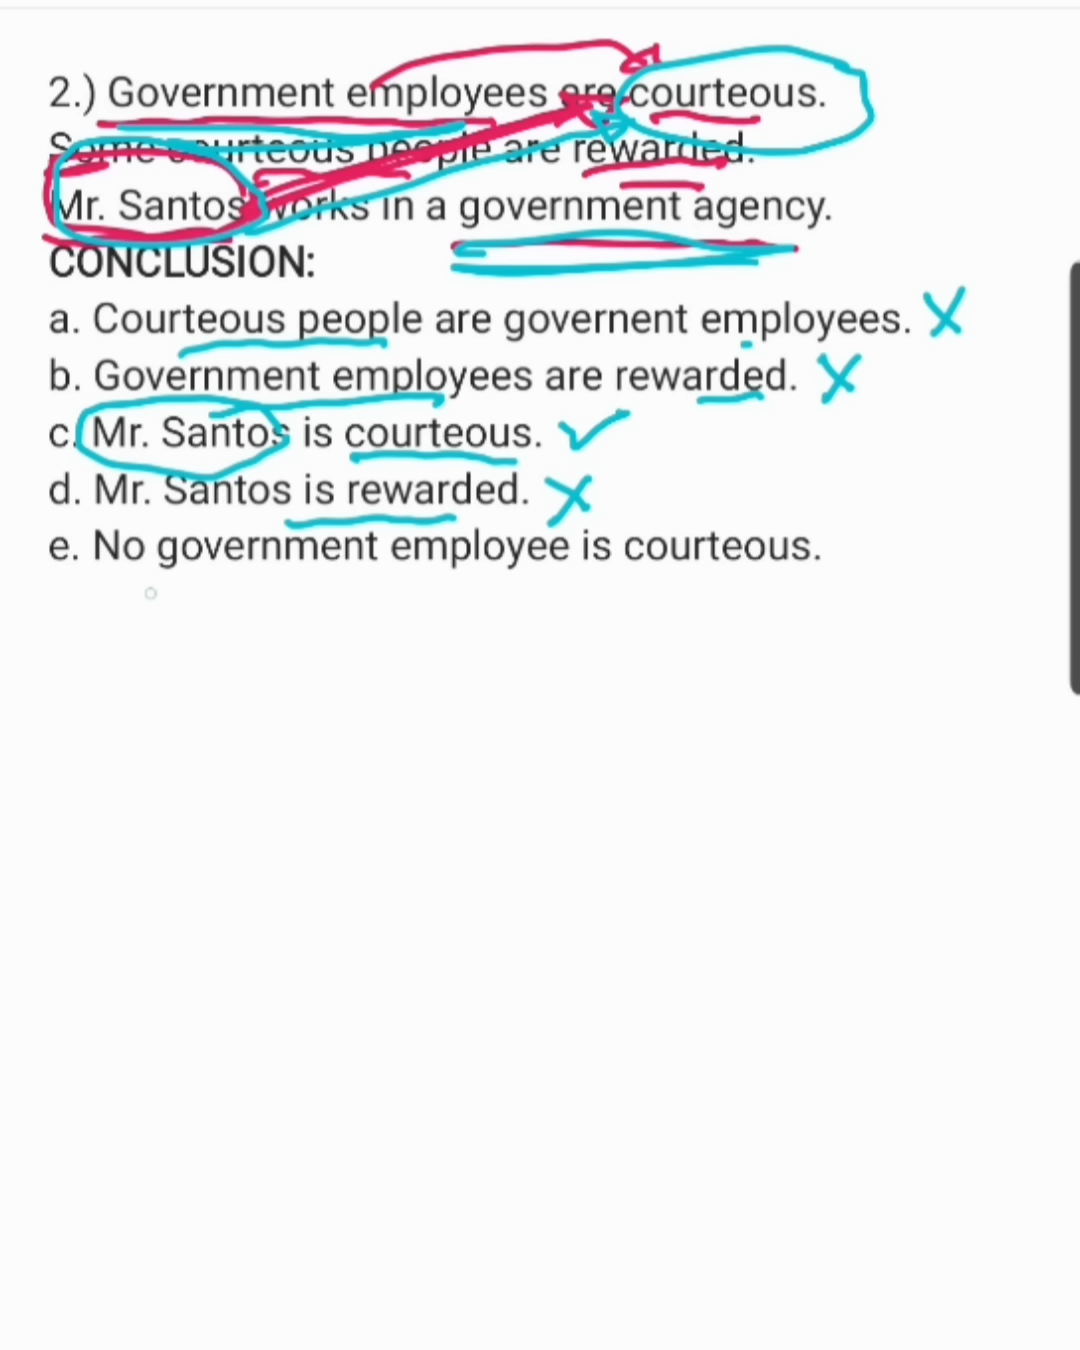 2.) Government employees are courteous.
Some courteous people are rewarded.
Mr. Santos works in a government agency.
CONCLUSION:
a. Courteous people are governent employees.
b. Government employees are rewarded.
c. Mr. Santos is courteous.
d. Mr. Santos is rewarded.
e. No government employee is courteous.